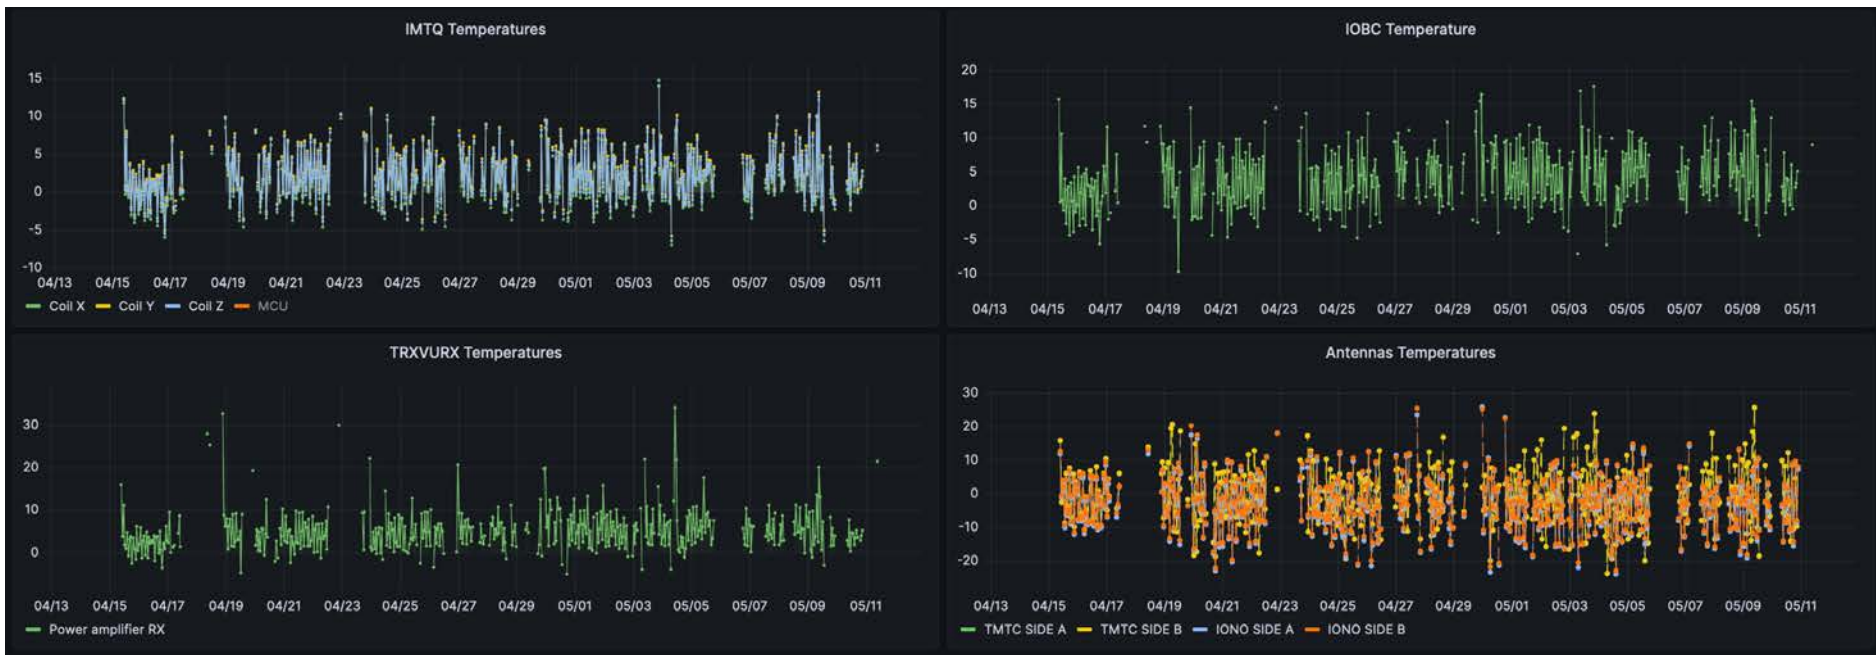 IMTQ Temperatures
15
10
5
0
-5
-10
04/13 04/15 04/17 04/19 04/21 04/23 04/25 04/27 04/29 05/01 05/03 05/05 05/07 05/09 05/11
Coil X Coil Y Coil Z MCU
IOBC Temperature
20
15
10
5
0
-5
-10
04/13 04/15 04/17 04/19 04/21 04/23 04/25 04/27 04/29 05/01 05/03 05/05 05/07 05/09 05/11
TRXVURX Temperatures
30
20
10
0
04/13 04/15 04/17 04/19 04/21 04/23 04/25 04/27 04/29 05/01 05/03 05/05 05/07 05/09 05/11
Power amplifier RX
Antennas Temperatures
30
20
10
0
-10
-20
04/13 04/15 04/17 04/19 04/21 04/23 04/25 04/27 04/29 05/01 05/03 05/05 05/07 05/09 05/11
TMTC SIDE A TMTC SIDE B IONO SIDE A IONO SIDE B